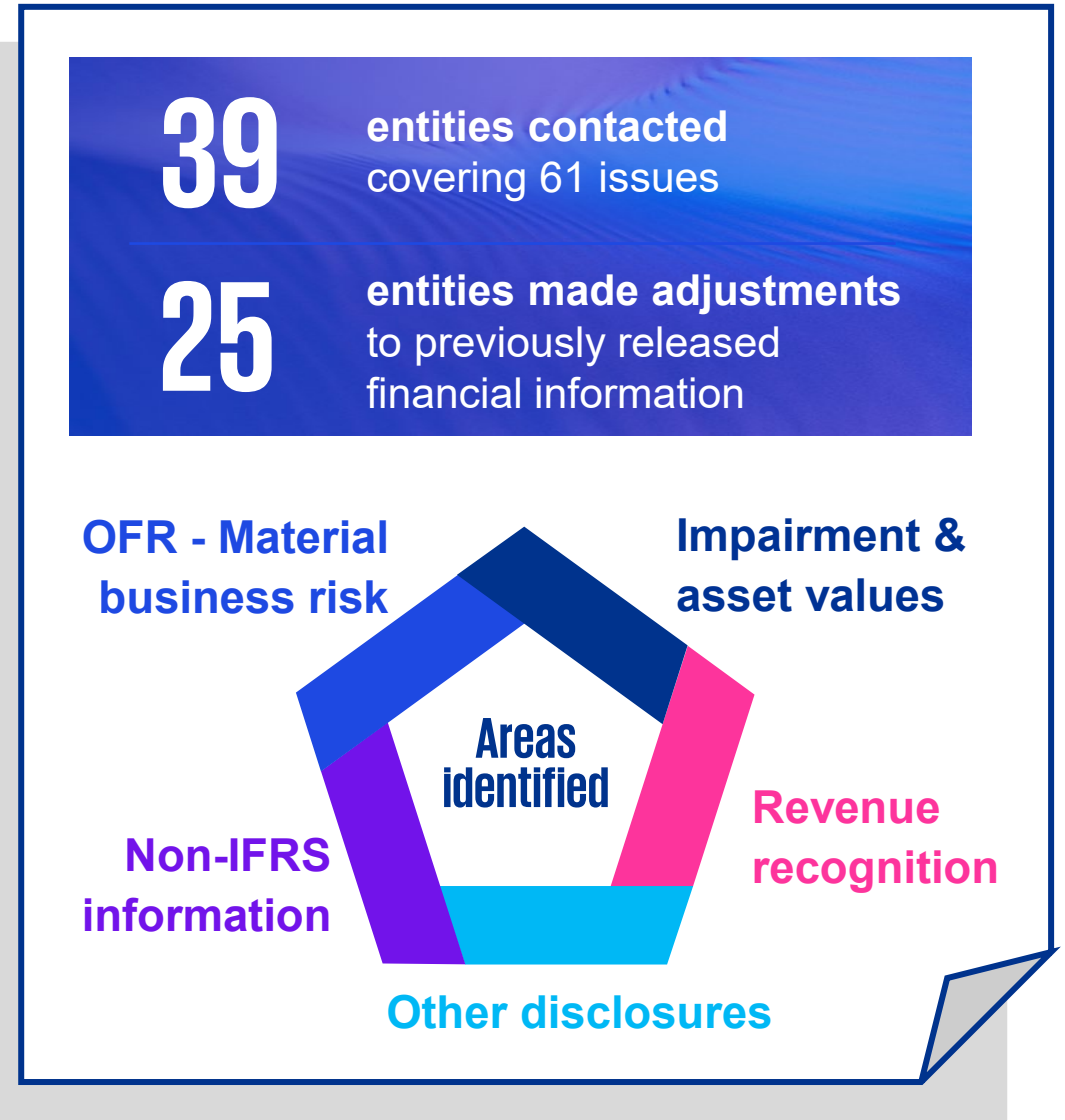 39
entities contacted
covering 61 issues
25
entities made adjustments
to previously released
financial information
OFR - Material
business risk
Impairment &
asset values
Areas
identified
Non-IFRS
information
Revenue
recognition
Other disclosures